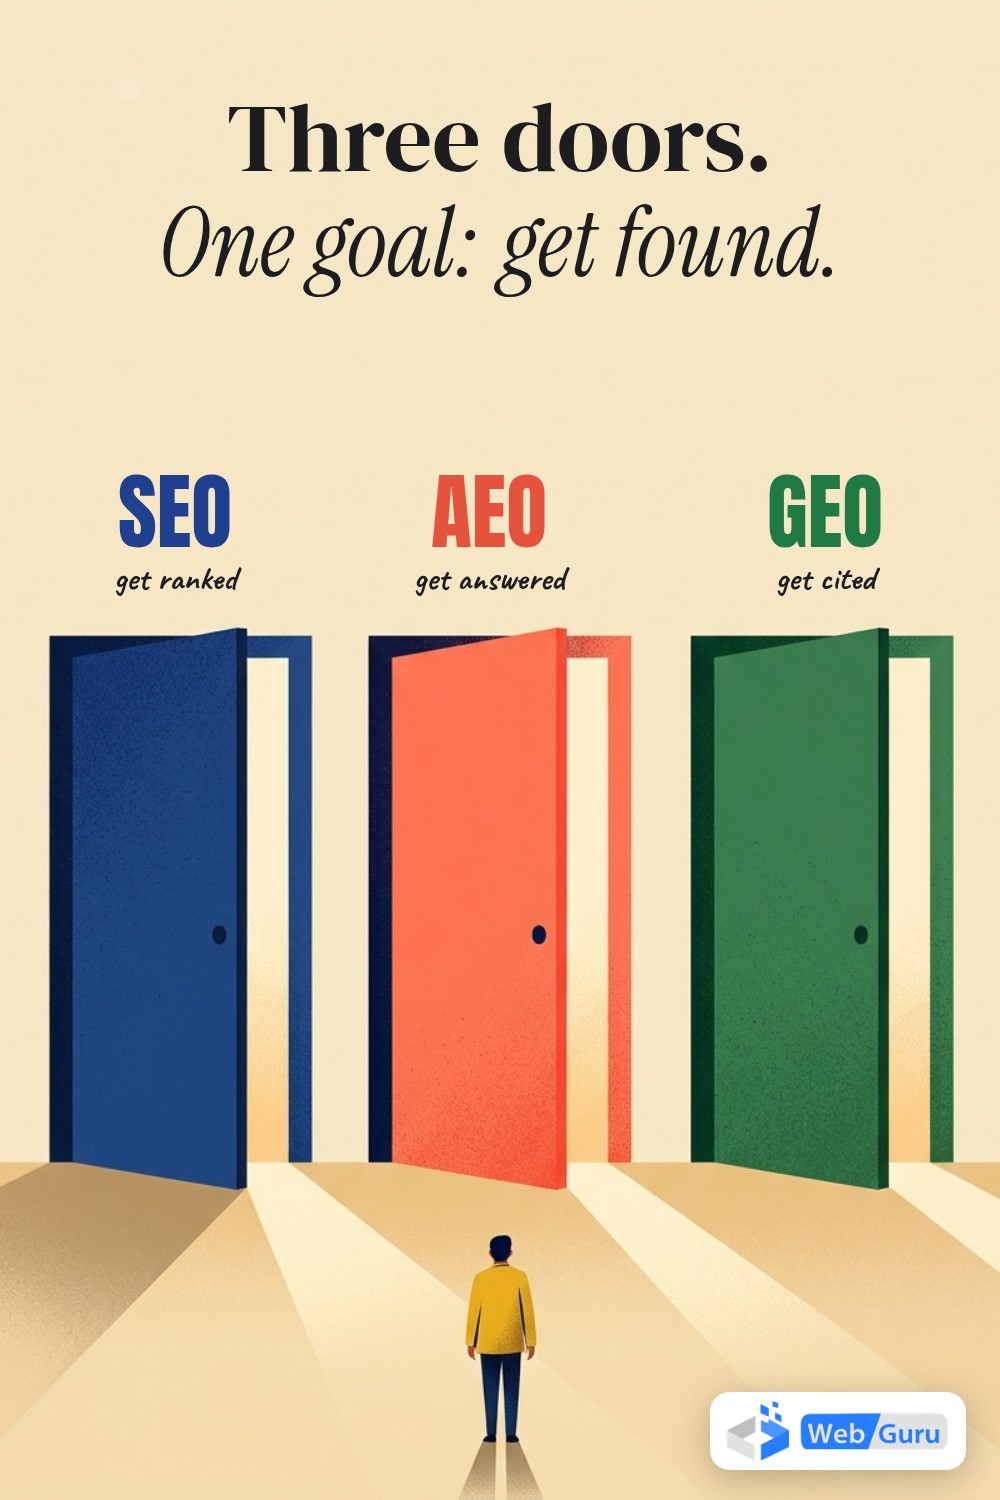 Three doors.
One goal: get found.
SEO
get ranked
AEO
get answered
GEO
get cited
Web Guru